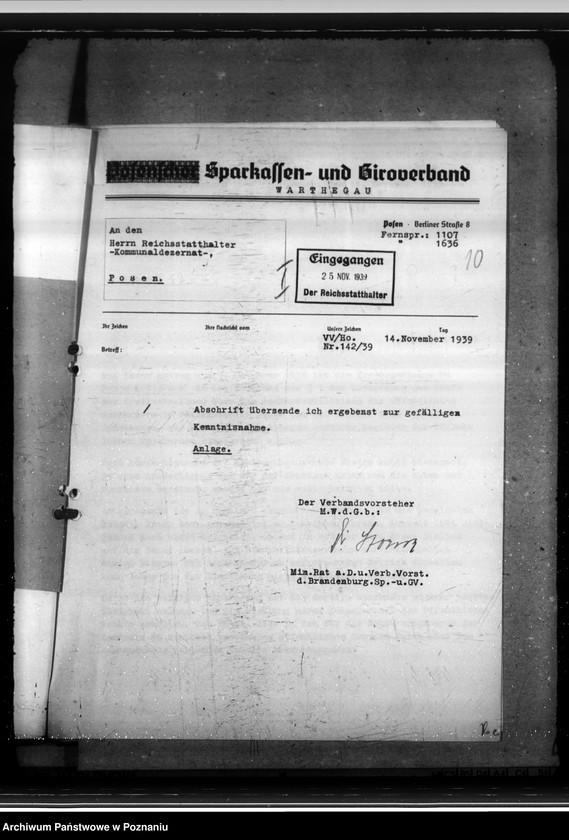 Sparkassen- und Giroverband
WARTHEGAU
An den
Herrn Reichsstatthalter
-Kommunaldezernat-,
Posen.
Posen · Berliner Straße 8
Fernspr.: 1107
" 1636
10
Eingegangen
25 NOV. 1939
Der Reichsstatthalter
Ihr Zeichen
Ihre Nachricht vom
Unsere Zeichen
Tag
VV/Ho.
Nr.142/39
14.November 1939
Betreff:
Abschrift übersende ich ergebenst zur gefälligen
Kenntnisnahme.
Anlage.
Der Verbandsvorsteher
M.W.d.G.b.:
Min.Rat a.D.u.Verb.Vorst.
d.Brandenburg.Sp.-u.GV.
Archiwum Państwowe w Poznaniu